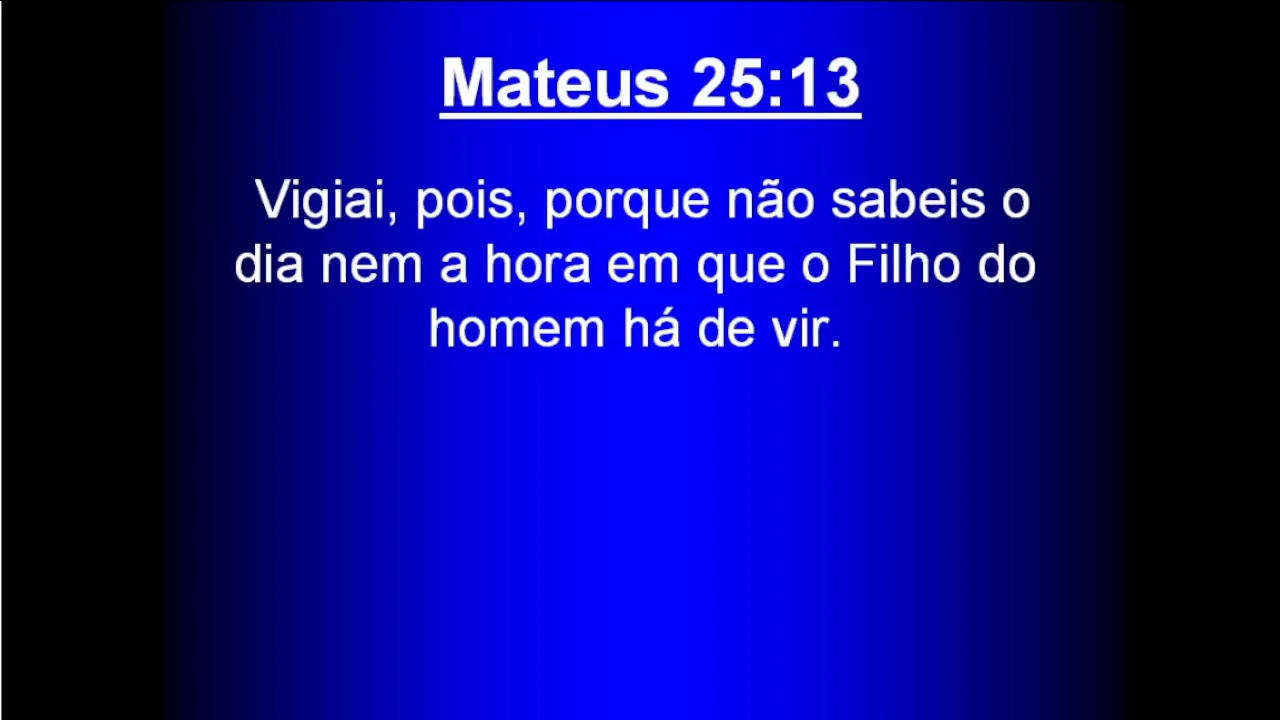 Mateus 25:13
Vigiai, pois, porque não sabeis o
dia nem a hora em que o Filho do
homem há de vir.